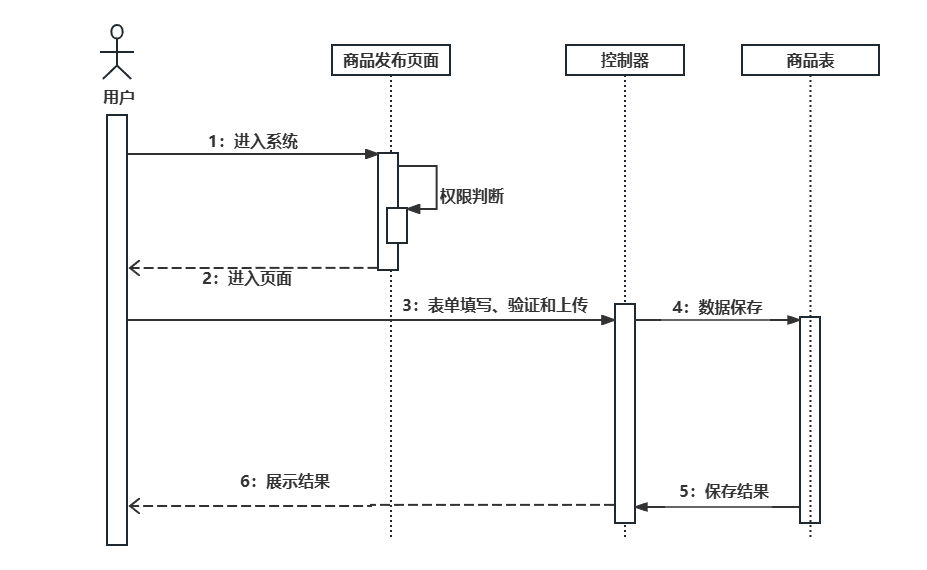 商品发布页面
控制器
商品表
用户
1：进入系统
权限判断
2：进入页面
3：表单填写、验证和上传
4：数据保存
6：展示结果
5：保存结果